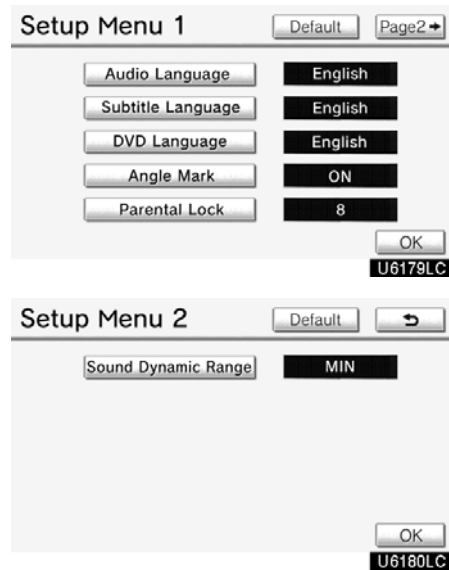 Setup Menu 1 Default Page2➜
Audio Language English
Subtitle Language English
DVD Language English
Angle Mark ON
Parental Lock 8
OK
U6179LC
Setup Menu 2 Default
Sound Dynamic Range MIN
OK
U6180LC